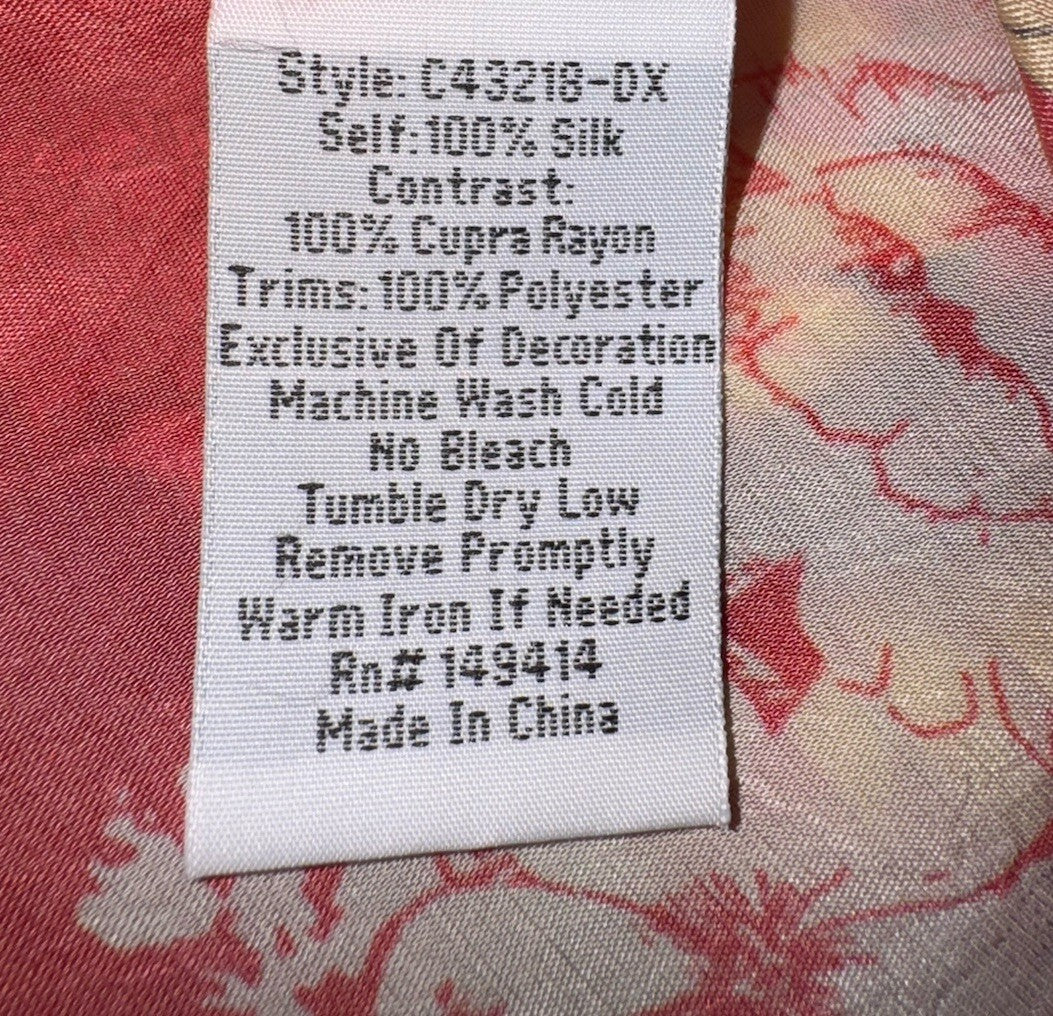 Style: C43218-DX
Self:100% Silk
Contrast:
100% Cupra Rayon
Trims: 100% Polyester
Exclusive Of Decoration
Machine Wash Cold
No Bleach
Tumble Dry Low
Remove Promptly
Warm Iron If Needed
Rn# 149414
Made In China